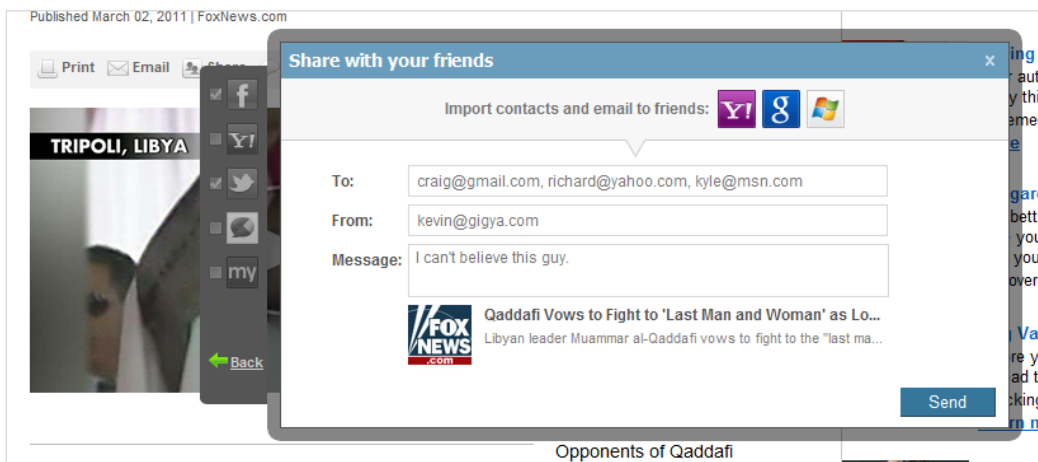 Published March 02, 2011 | FoxNews.com
Print Email Share
Share with your friends x
Import contacts and email to friends: Y! g
f
Y!
my
Back
TRIPOLI, LIBYA
To: craig@gmail.com, richard@yahoo.com, kyle@msn.com
From: kevin@gigya.com
Message: I can't believe this guy.
FOX
NEWS
.com
Qaddafi Vows to Fight to 'Last Man and Woman' as Lo...
Libyan leader Muammar al-Qaddafi vows to fight to the "last ma...
Send
Opponents of Qaddafi